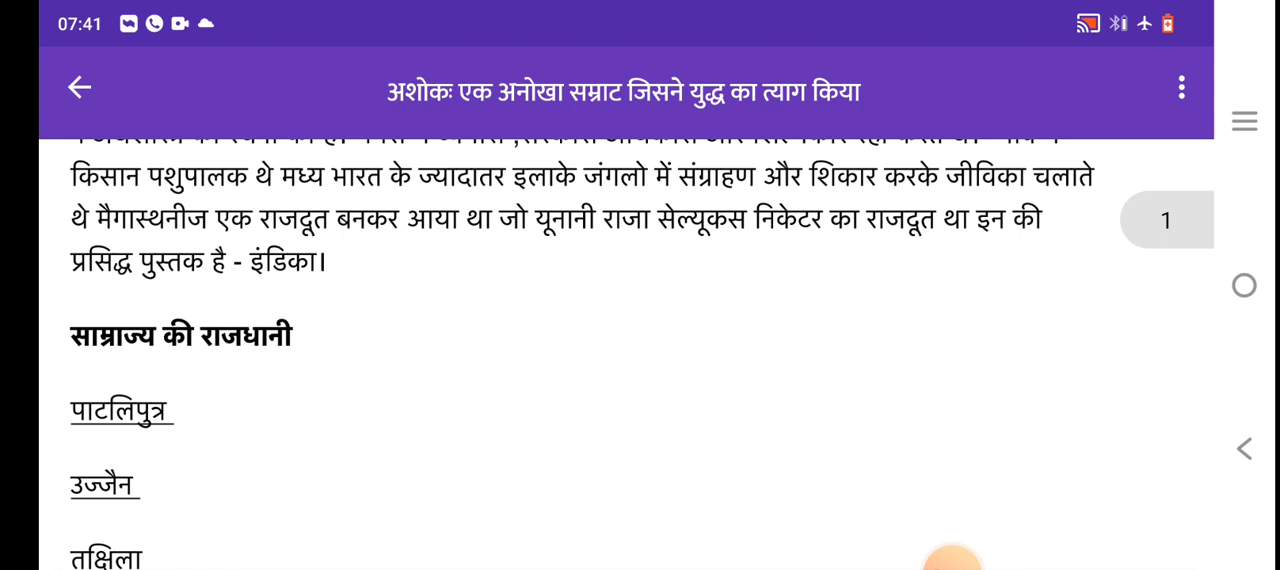 07:41
अशोकः एक अनोखा सम्राट जिसने युद्ध का त्याग किया
किसान पशुपालक थे मध्य भारत के ज्यादातर इलाके जंगलो में संग्राहण और शिकार करके जीविका चलाते
थे मैगास्थनीज एक राजदूत बनकर आया था जो यूनानी राजा सेल्यूकस निकेटर का राजदूत था इन की
1
प्रसिद्ध पुस्तक है - इंडिका।
साम्राज्य की राजधानी
पाटलिपुत्र
उज्जैन
तक्षिला